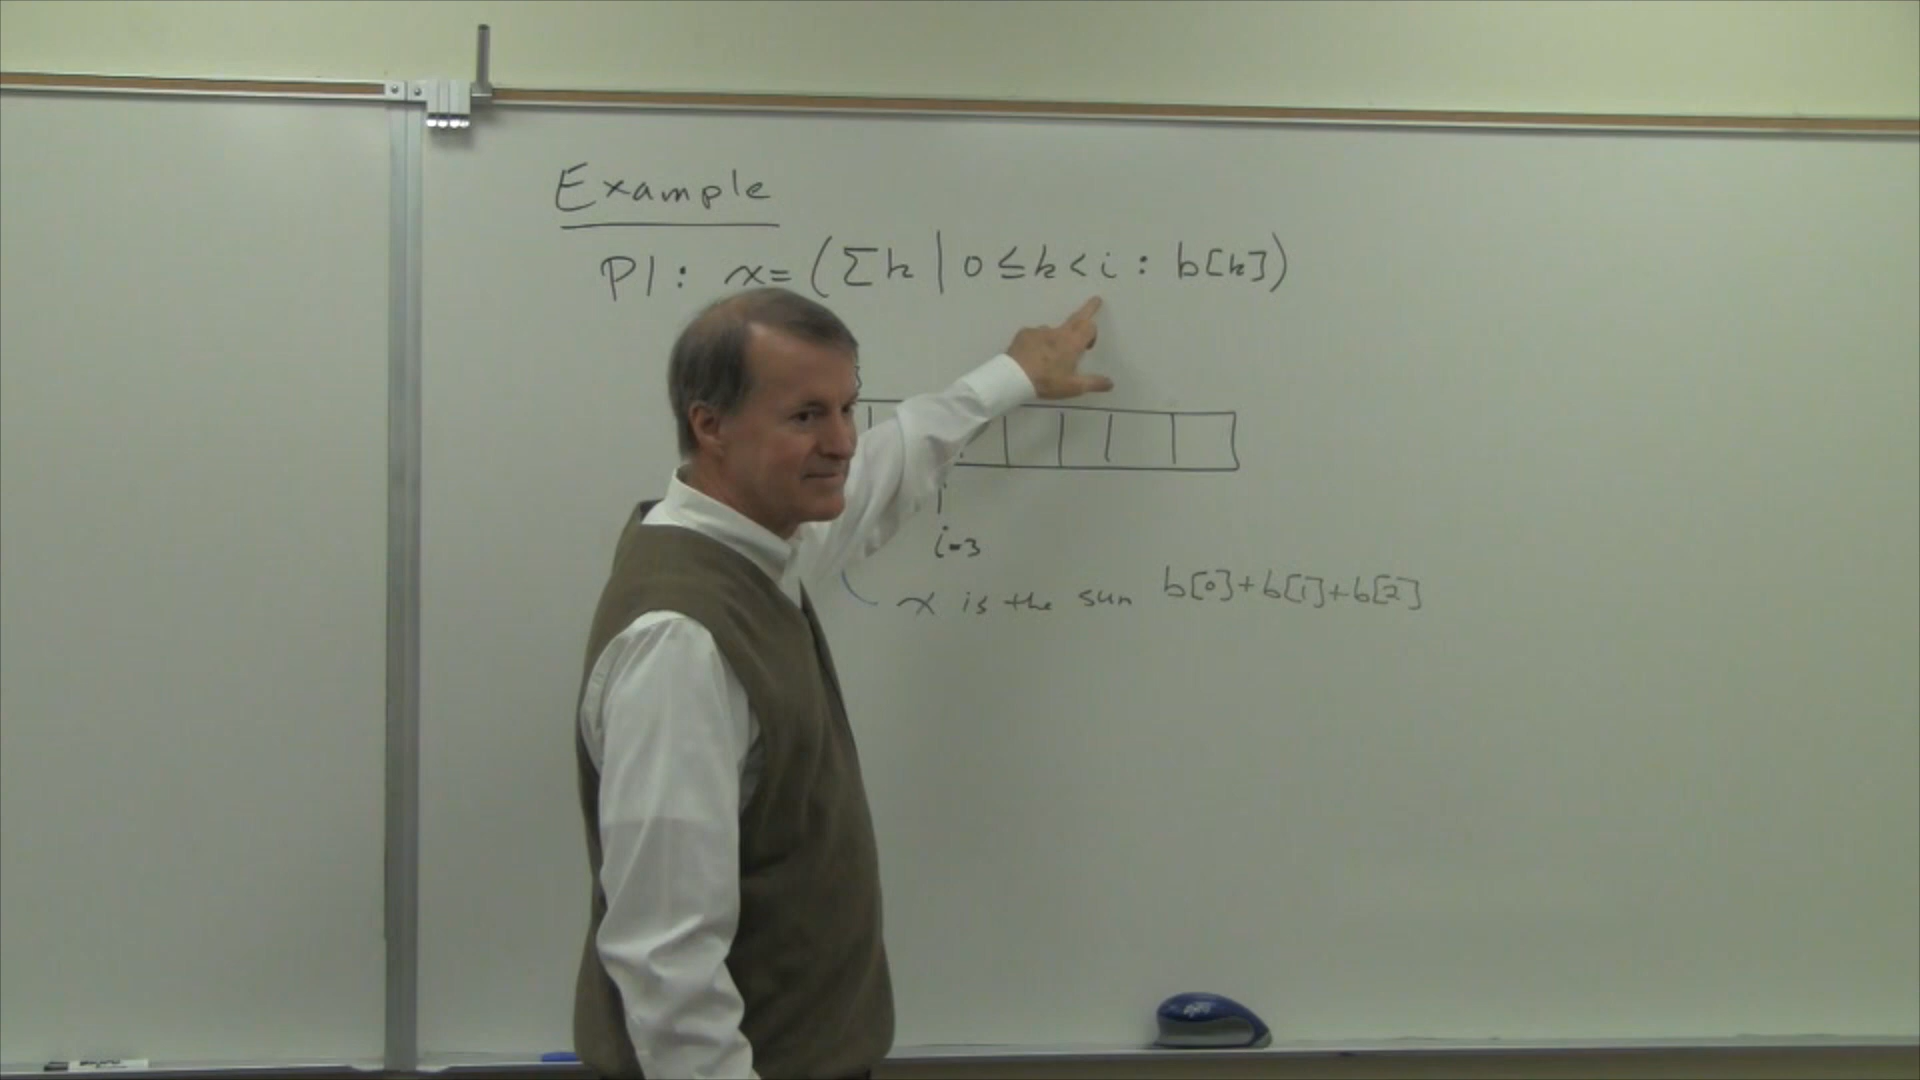 Example
P1: x = (Σk | 0 ≤ k < i : b[k])
i=3
x is the sum b[0]+b[1]+b[2]